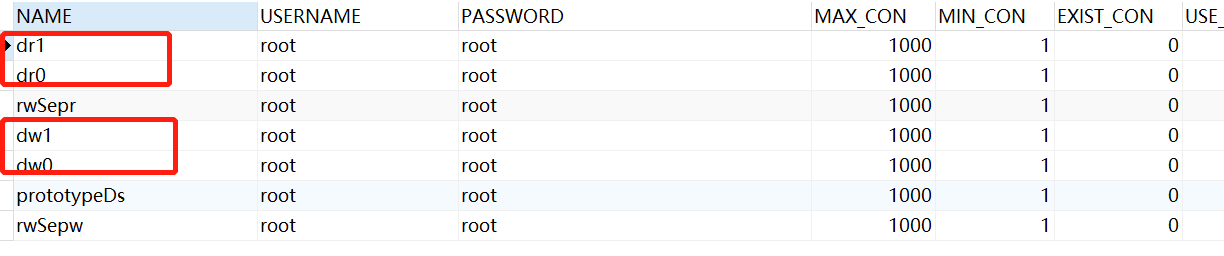 NAME USERNAME PASSWORD MAX_CON MIN_CON EXIST_CON USE_
dr1 root root 1000 1 0
dr0 root root 1000 1 0
rwSepr root root 1000 1 0
dw1 root root 1000 1 0
dw0 root root 1000 1 0
prototypeDs root root 1000 1 0
rwSepw root root 1000 1 0